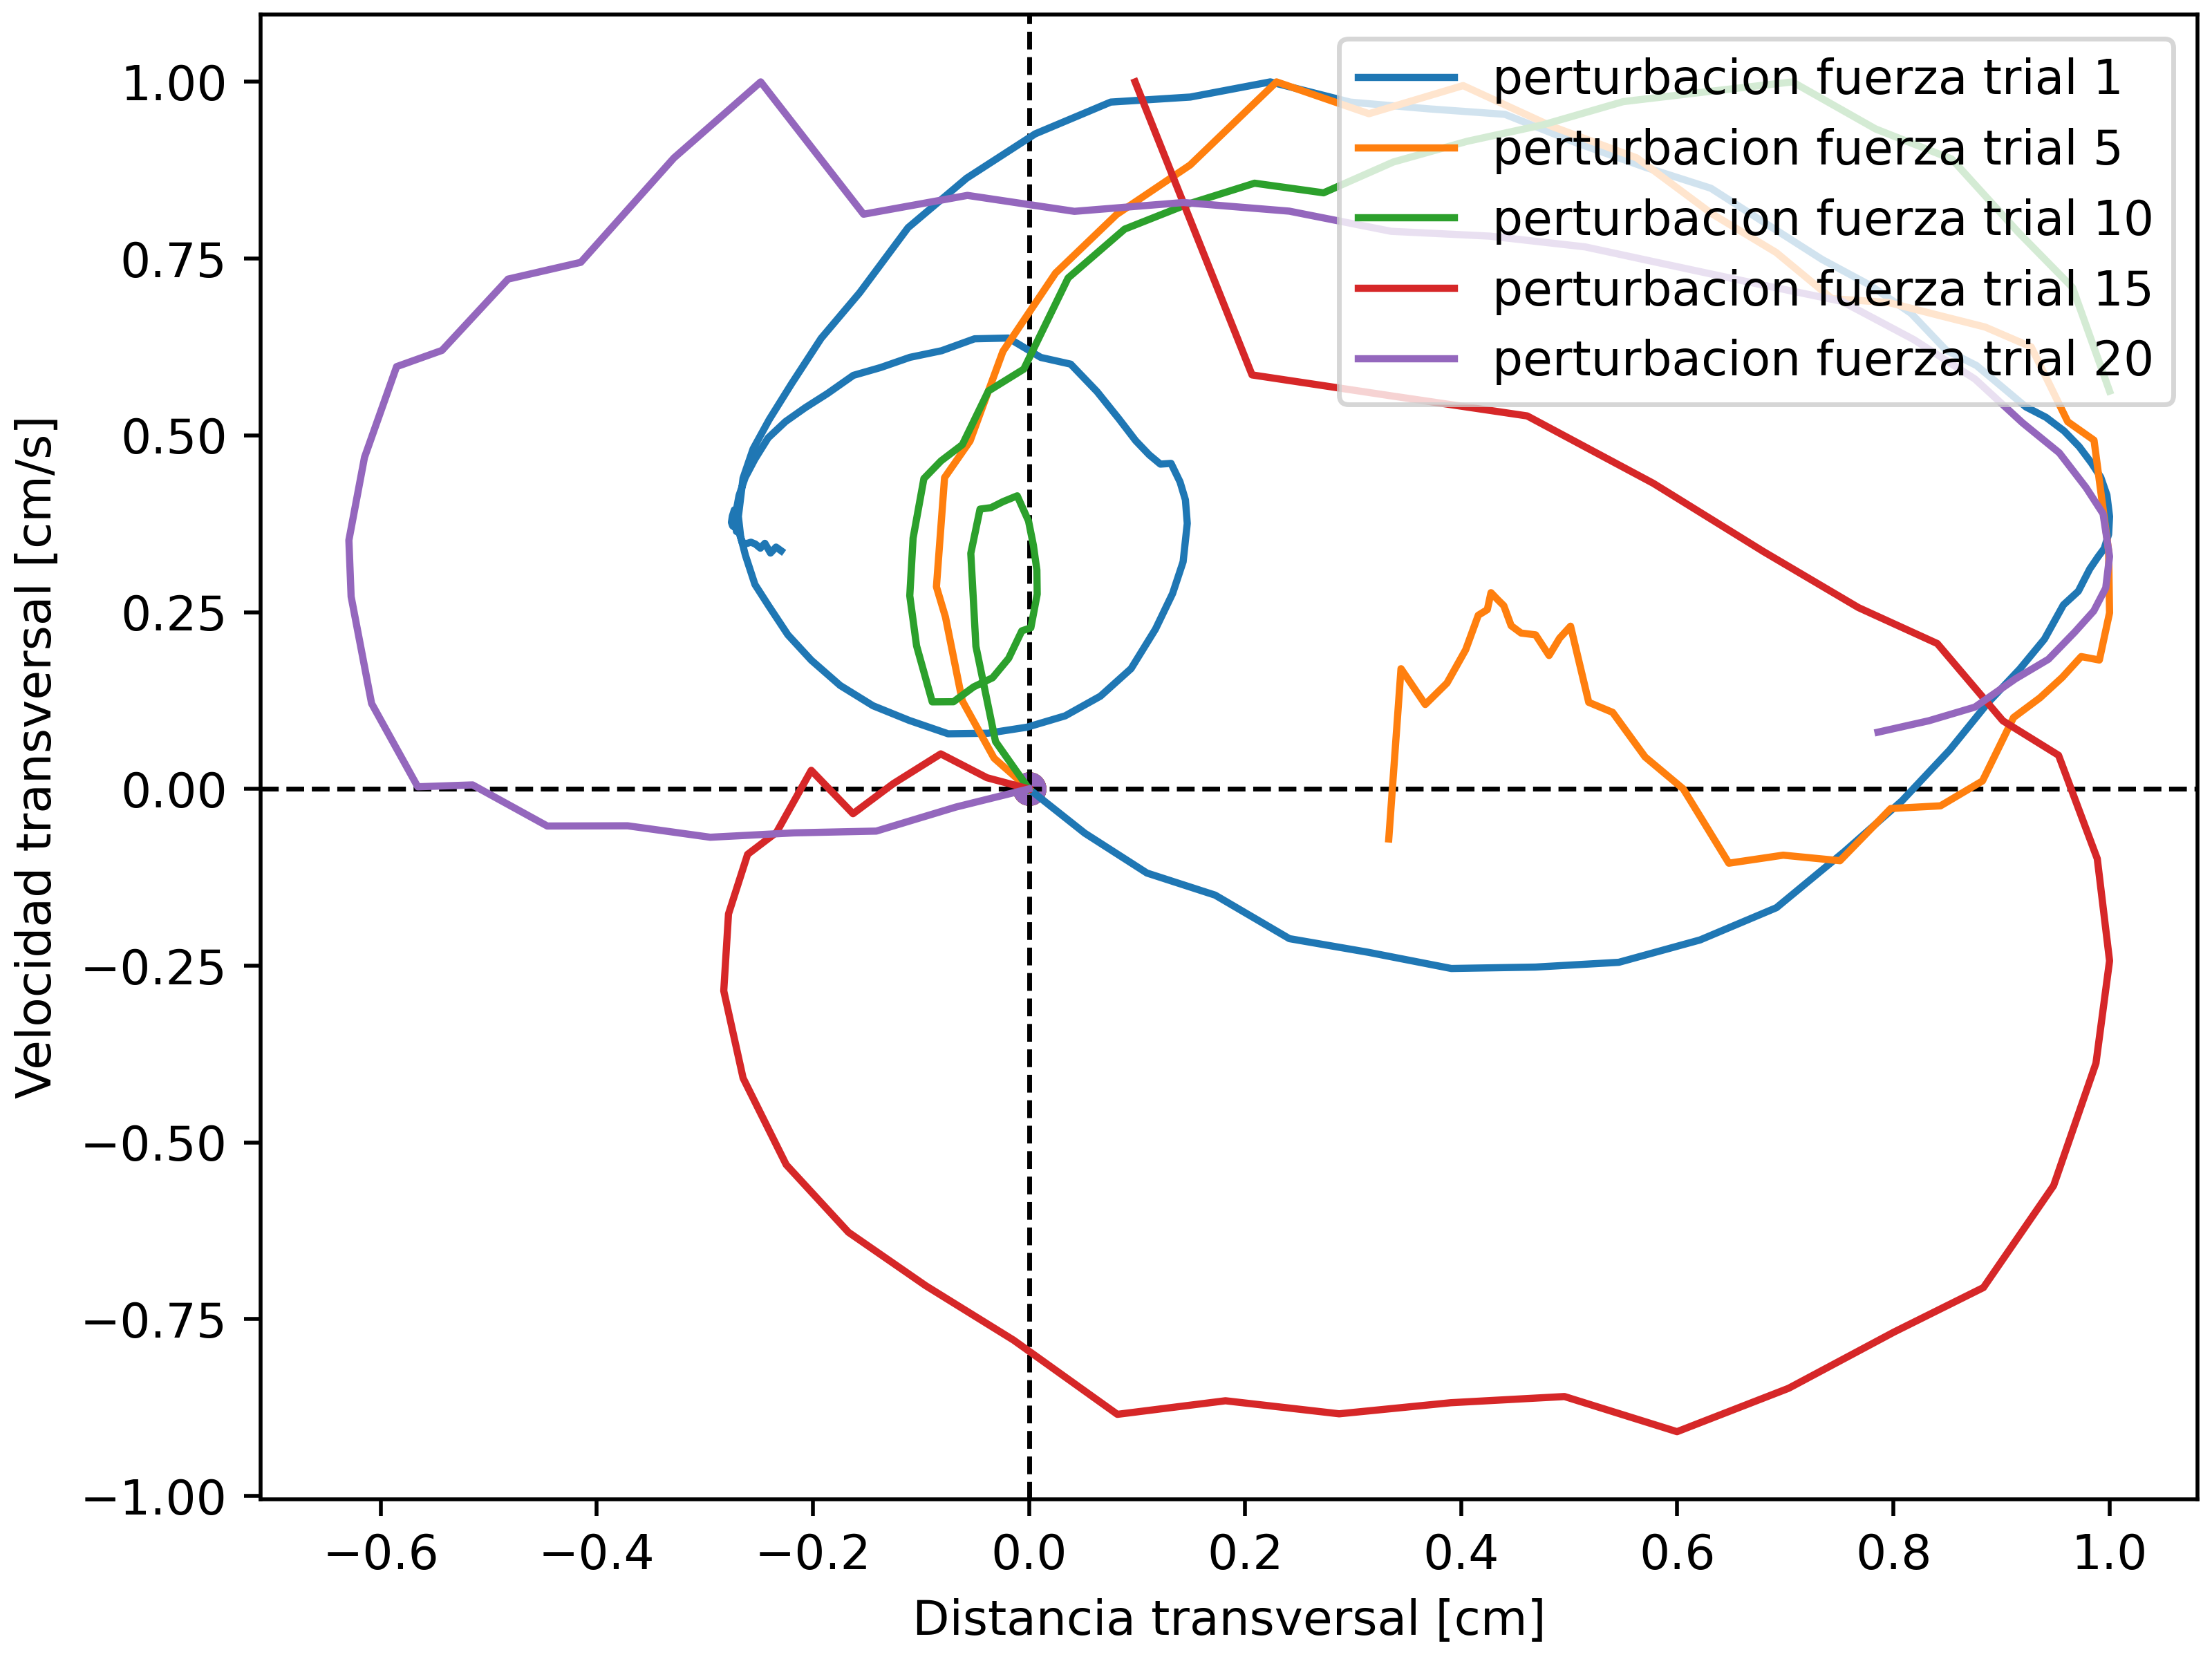 perturbacion fuerza trial 1
perturbacion fuerza trial 5
perturbacion fuerza trial 10
perturbacion fuerza trial 15
perturbacion fuerza trial 20
Velocidad transversal [cm/s]
1.00
0.75
0.50
0.25
0.00
−0.25
−0.50
−0.75
−1.00
−0.6 −0.4 −0.2 0.0 0.2 0.4 0.6 0.8 1.0
Distancia transversal [cm]